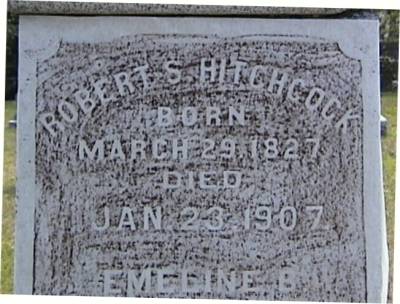 ROBERT S. HITCHCOCK
BORN
MARCH 29, 1827.
DIED
JAN. 23, 1907.
EMELINE B.